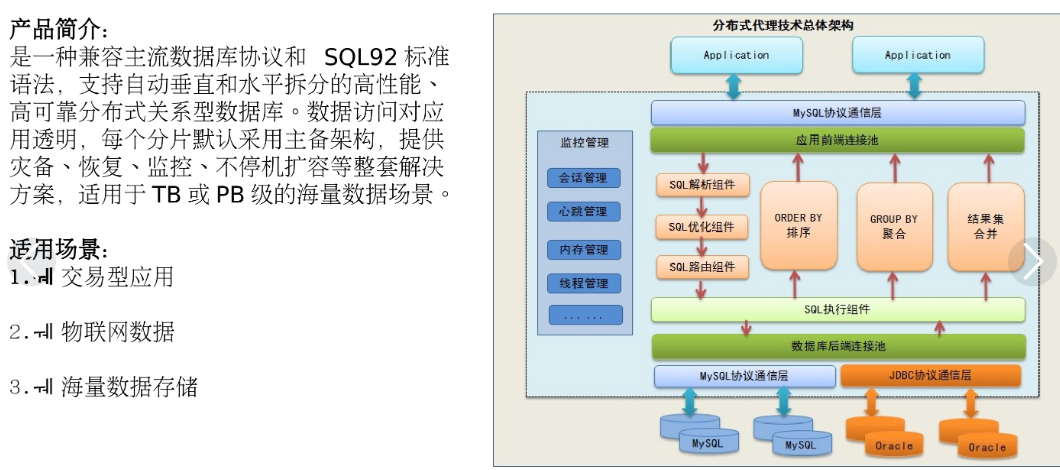 产品简介:
是一种兼容主流数据库协议和 SQL92 标准
语法，支持自动垂直和水平拆分的高性能、
高可靠分布式关系型数据库。数据访问对应
用透明，每个分片默认采用主备架构，提供
灾备、恢复、监控、不停机扩容等整套解决
方案，适用于 TB 或 PB 级的海量数据场景。
适用场景:
1. 交易型应用
2. 物联网数据
3. 海量数据存储
分布式代理技术总体架构
Application
Application
MySQL协议通信层
应用前端连接池
监控管理
会话管理
心跳管理
内存管理
线程管理
... ...
SQL解析组件
SQL优化组件
SQL路由组件
ORDER BY
排序
GROUP BY
聚合
结果集
合并
SQL执行组件
数据库后端连接池
MySQL协议通信层
JDBC协议通信层
MySQL
MySQL
Oracle
Oracle